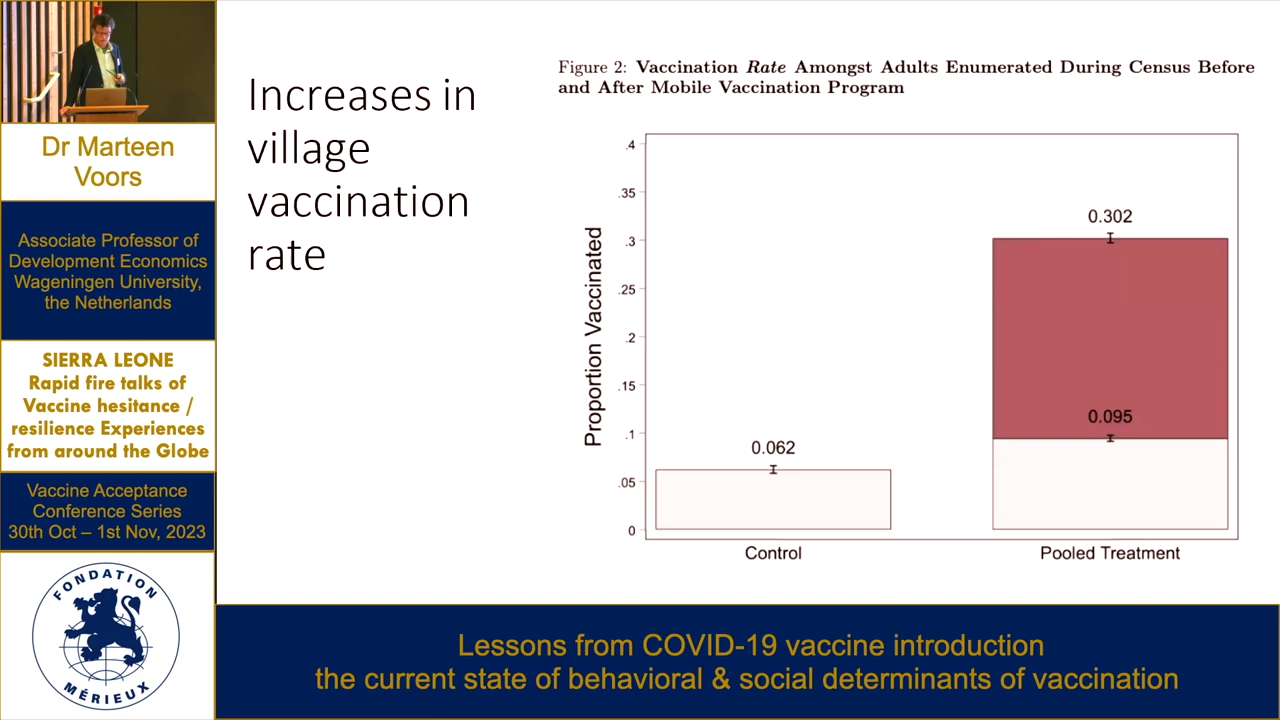 Dr Marteen
Voors
Associate Professor of
Development Economics
Wageningen University,
the Netherlands
SIERRA LEONE
Rapid fire talks of
Vaccine hesitance /
resilience Experiences
from around the Globe
Vaccine Acceptance
Conference Series
30th Oct – 1st Nov, 2023
FONDATION
MÉRIEUX
Increases in
village
vaccination
rate
Figure 2: Vaccination Rate Amongst Adults Enumerated During Census Before
and After Mobile Vaccination Program
Proportion Vaccinated
.4
.35
.3
.25
.2
.15
.1
.05
0
0.062
0.302
0.095
Control
Pooled Treatment
Lessons from COVID-19 vaccine introduction
the current state of behavioral & social determinants of vaccination